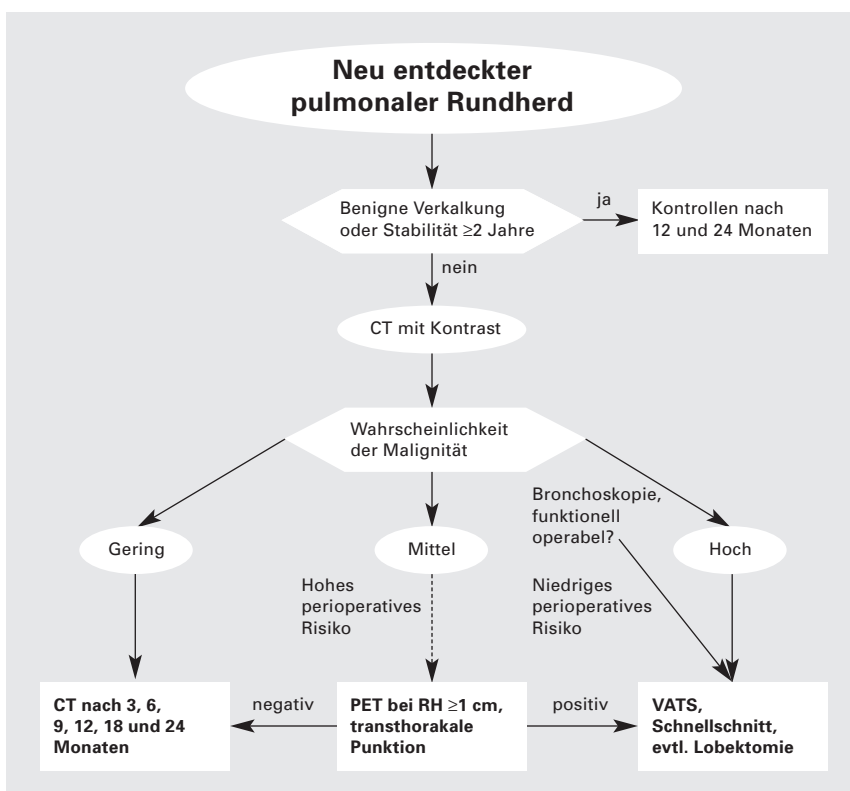 Neu entdeckter
pulmonaler Rundherd
Benigne Verkalkung
oder Stabilität ≥2 Jahre
ja
Kontrollen nach
12 und 24 Monaten
nein
CT mit Kontrast
Wahrscheinlichkeit
der Malignität
Bronchoskopie,
funktionell
operabel?
Gering
Mittel
Hoch
Hohes
perioperatives
Risiko
Niedriges
perioperatives
Risiko
CT nach 3, 6,
9, 12, 18 und 24
Monaten
negativ
PET bei RH ≥1 cm,
transthorakale
Punktion
positiv
VATS,
Schnellschnitt,
evtl. Lobektomie